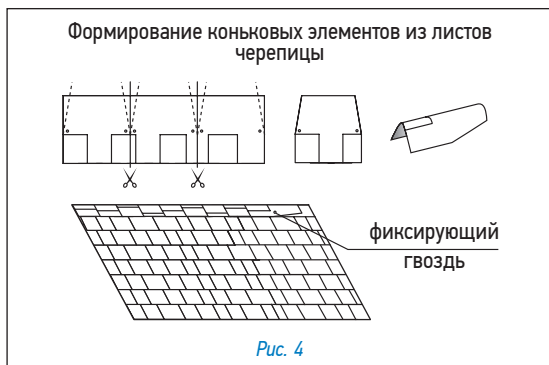 Формирование коньковых элементов из листов
черепицы
фиксирующий
гвоздь
Рис. 4